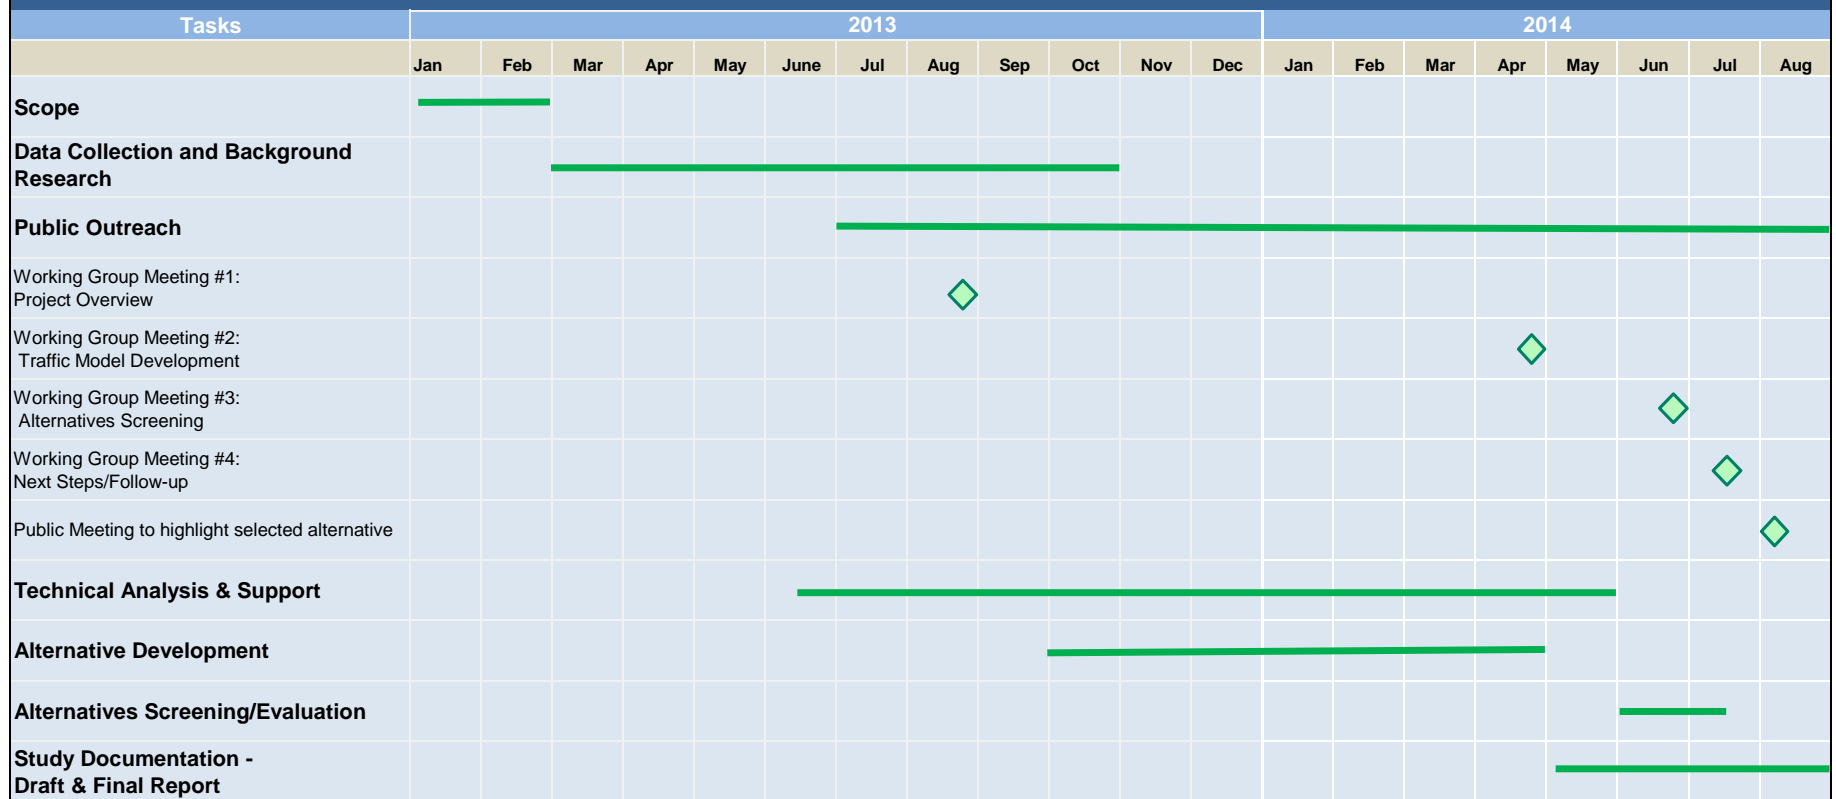 Tasks 2013 2014
Jan Feb Mar Apr May June Jul Aug Sep Oct Nov Dec Jan Feb Mar Apr May Jun Jul Aug
Scope
Data Collection and Background
Research
Public Outreach
Working Group Meeting #1:
Project Overview
Working Group Meeting #2:
Traffic Model Development
Working Group Meeting #3:
Alternatives Screening
Working Group Meeting #4:
Next Steps/Follow-up
Public Meeting to highlight selected alternative
Technical Analysis & Support
Alternative Development
Alternatives Screening/Evaluation
Study Documentation -
Draft & Final Report